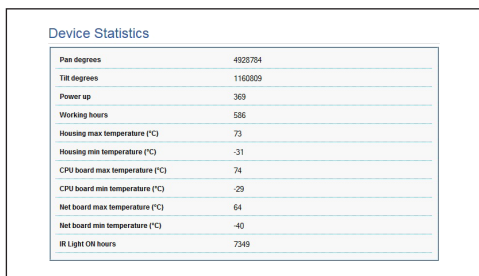 Device Statistics
Pan degrees 4928784
Tilt degrees 1160809
Power up 369
Working hours 586
Housing max temperature (°C) 73
Housing min temperature (°C) -31
CPU board max temperature (°C) 74
CPU board min temperature (°C) -29
Net board max temperature (°C) 64
Net board min temperature (°C) -40
IR Light ON hours 7349